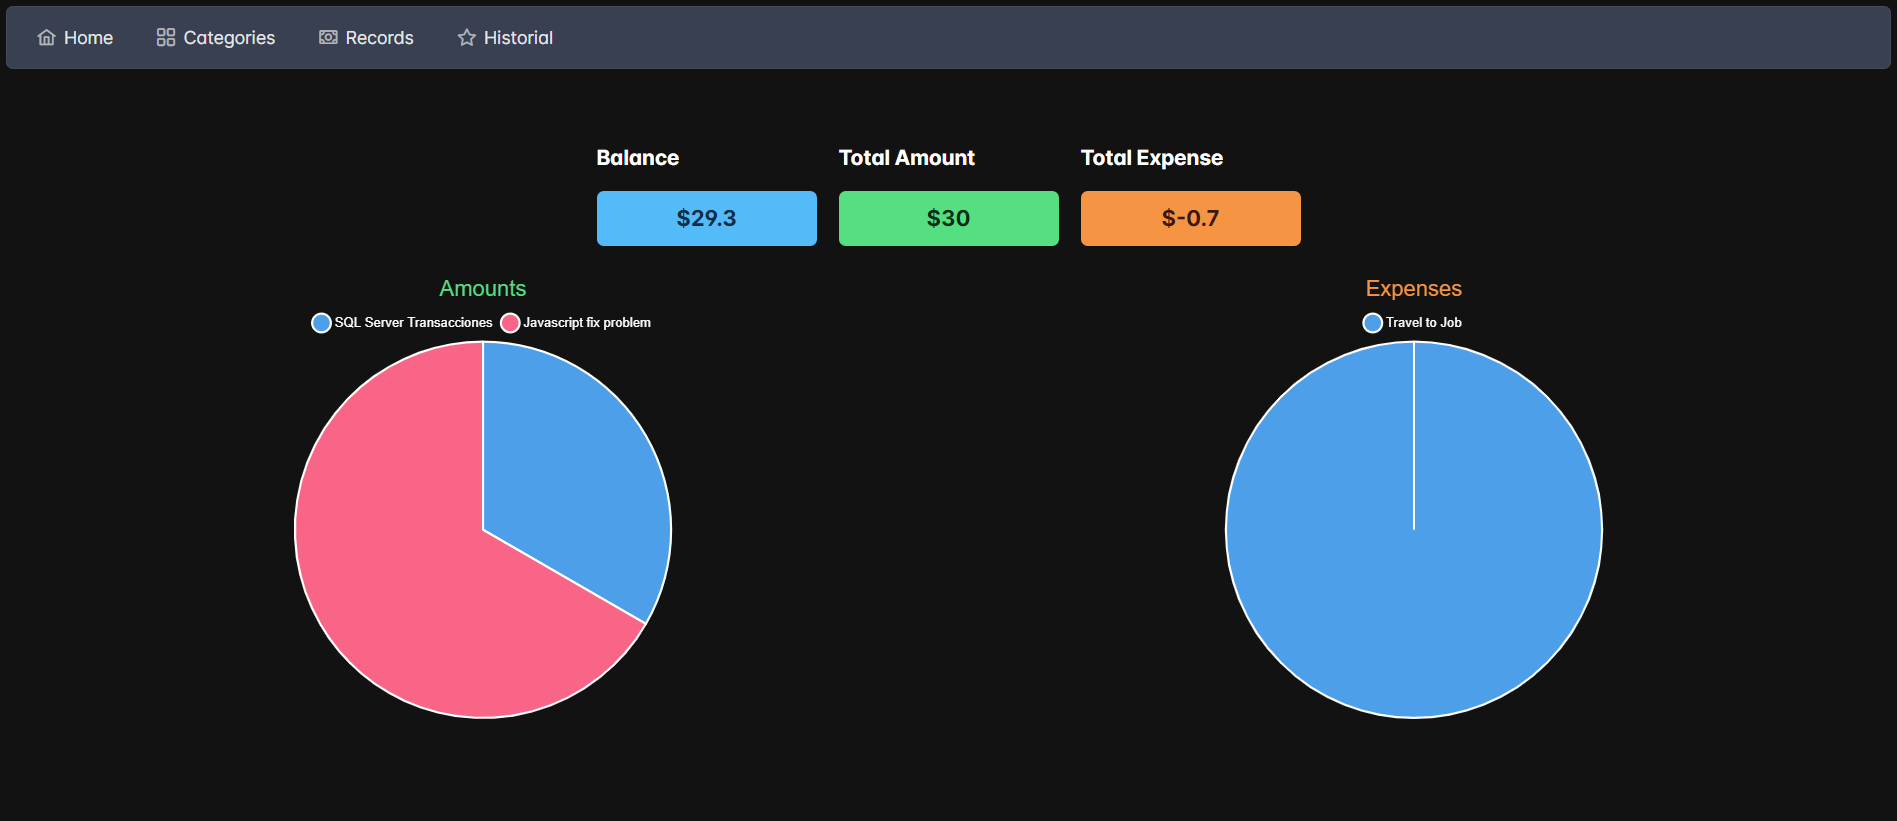 Home Categories Records Historial
Balance Total Amount Total Expense
$29.3 $30 $-0.7
Amounts
SQL Server Transacciones Javascript fix problem
Expenses
Travel to Job